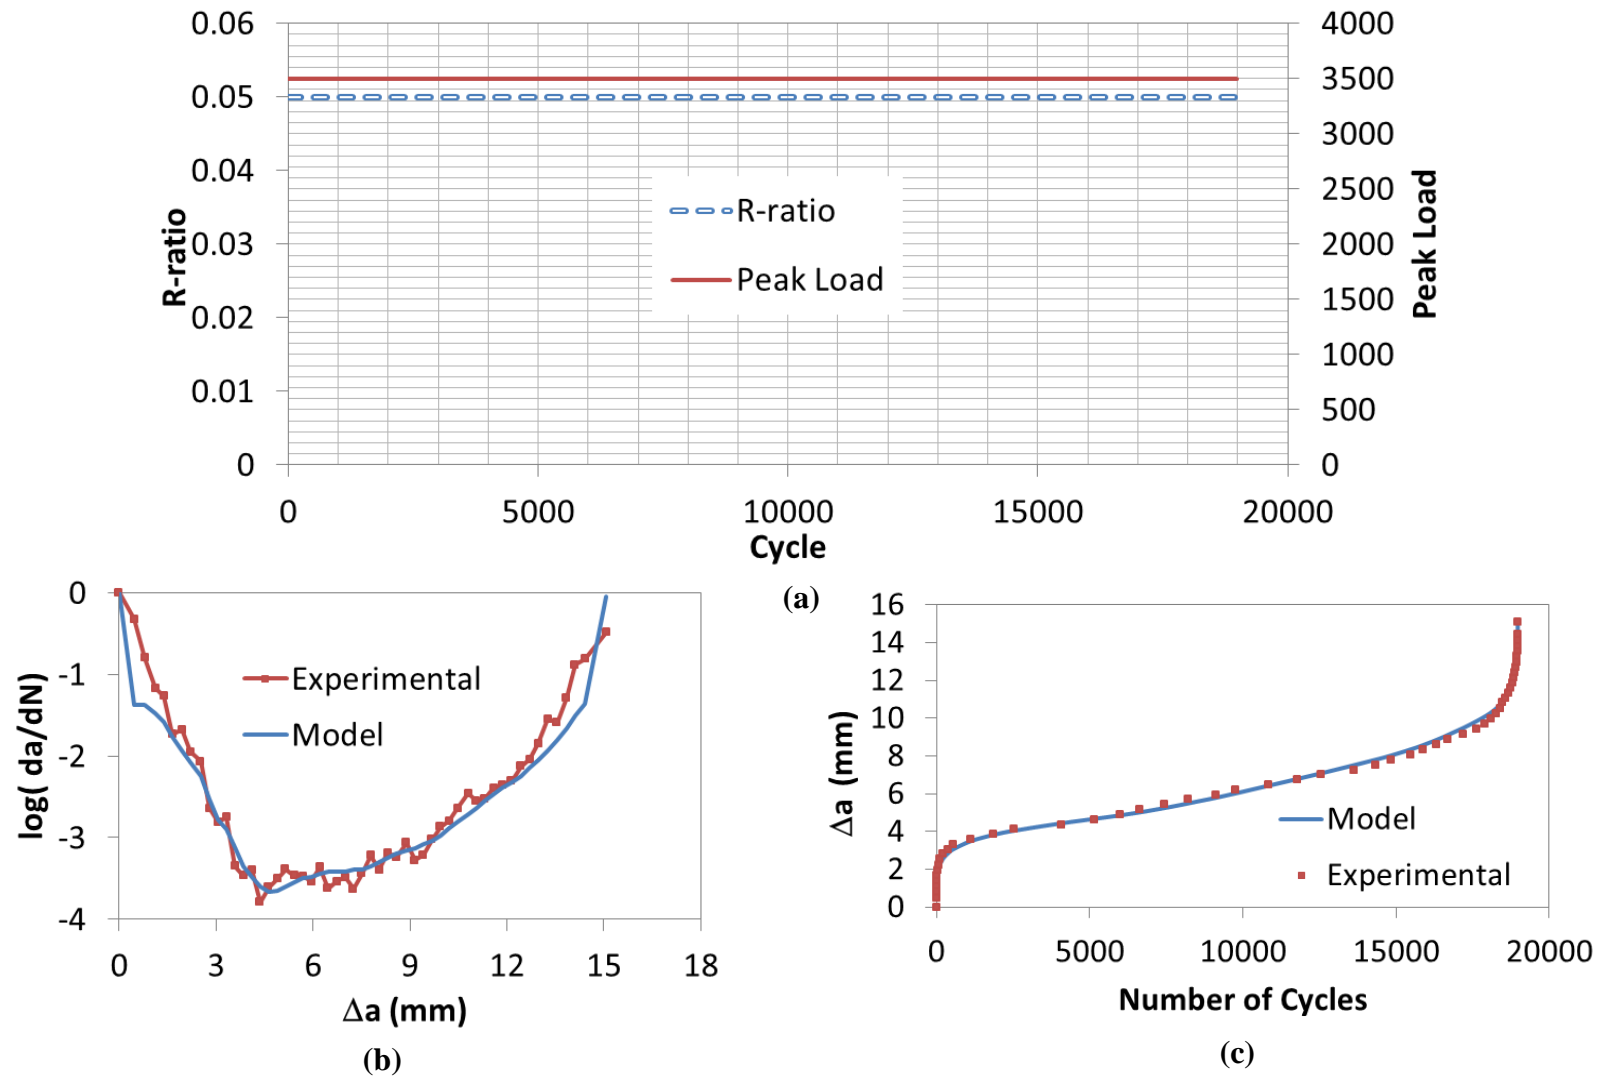 0.06
0.05
0.04
0.03
0.02
0.01
0
R-ratio
4000
3500
3000
2500
2000
1500
1000
500
0
Peak Load
R-ratio
Peak Load
0 5000 10000 15000 20000
Cycle
(a)
0
-1
-2
-3
-4
log( da/dN)
Experimental
Model
0 3 6 9 12 15 18
Δa (mm)
(b)
16
14
12
10
8
6
4
2
0
Δa (mm)
Model
Experimental
0 5000 10000 15000 20000
Number of Cycles
(c)